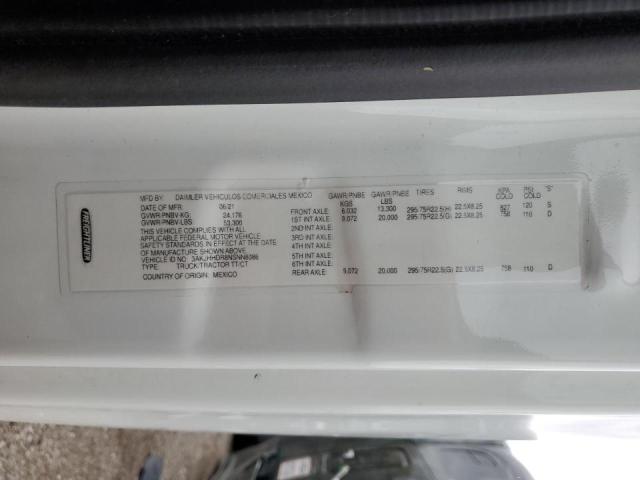 FREIGHTLINER
MFD BY: DAIMLER VEHICULOS COMERCIALES MEXICO
DATE OF MFR: 06/21
GVWR/PNBV-KG: 24,176
GVWR/PNBV-LBS 53,300
THIS VEHICLE COMPLIES WITH ALL
APPLICABLE FEDERAL MOTOR VEHICLE
SAFETY STANDARDS IN EFFECT AS DATE
OF MANUFACTURE SHOWN ABOVE.
VEHICLE ID NO.
TYPE: TRUCK/TRACTOR TT/CT
COUNTRY OF ORIGIN: MEXICO
GAWR/PNBE KGS GAWR/PNBE LBS TIRES RIMS KPA COLD PSI COLD "S"
FRONT AXLE: 6,032 13,300 295/75R22.5(H) 22.5X8.25 827 120 S
1ST INT AXLE: 9,072 20,000 295/75R22.5(G) 22.5X8.25 758 110 D
2ND INT AXLE:
3RD INT AXLE:
4TH INT AXLE:
5TH INT AXLE:
6TH INT AXLE:
REAR AXLE: 9,072 20,000 295/75R22.5(G) 22.5X8.25 758 110 D